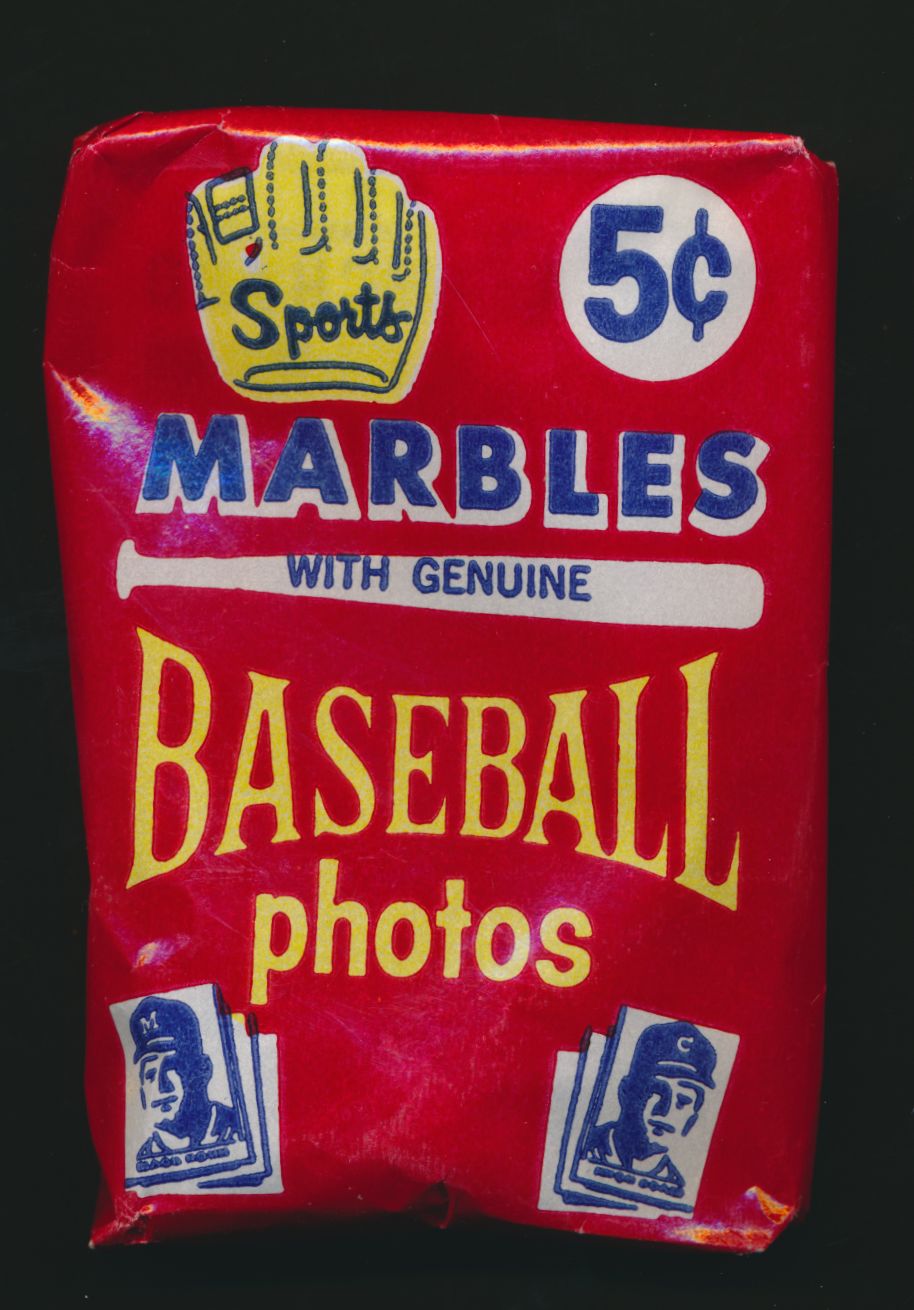 Sports
5¢
MARBLES
WITH GENUINE
BASEBALL
photos
M
C